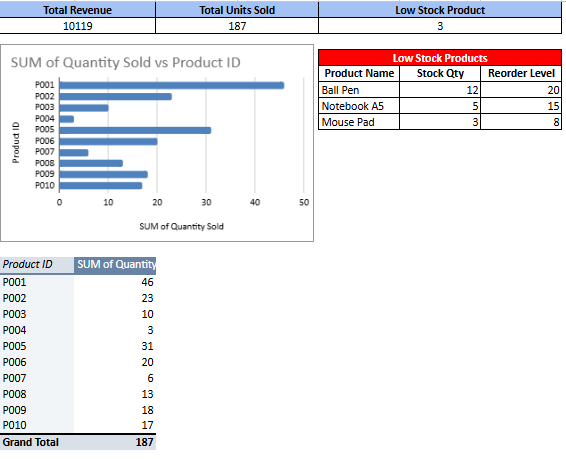 Total Revenue Total Units Sold Low Stock Product
10119 187 3
SUM of Quantity Sold vs Product ID
Product ID
P001
P002
P003
P004
P005
P006
P007
P008
P009
P010
0 10 20 30 40 50
SUM of Quantity Sold
Low Stock Products
Product Name Stock Qty Reorder Level
Ball Pen 12 20
Notebook A5 5 15
Mouse Pad 3 8
Product ID SUM of Quantity
P001 46
P002 23
P003 10
P004 3
P005 31
P006 20
P007 6
P008 13
P009 18
P010 17
Grand Total 187